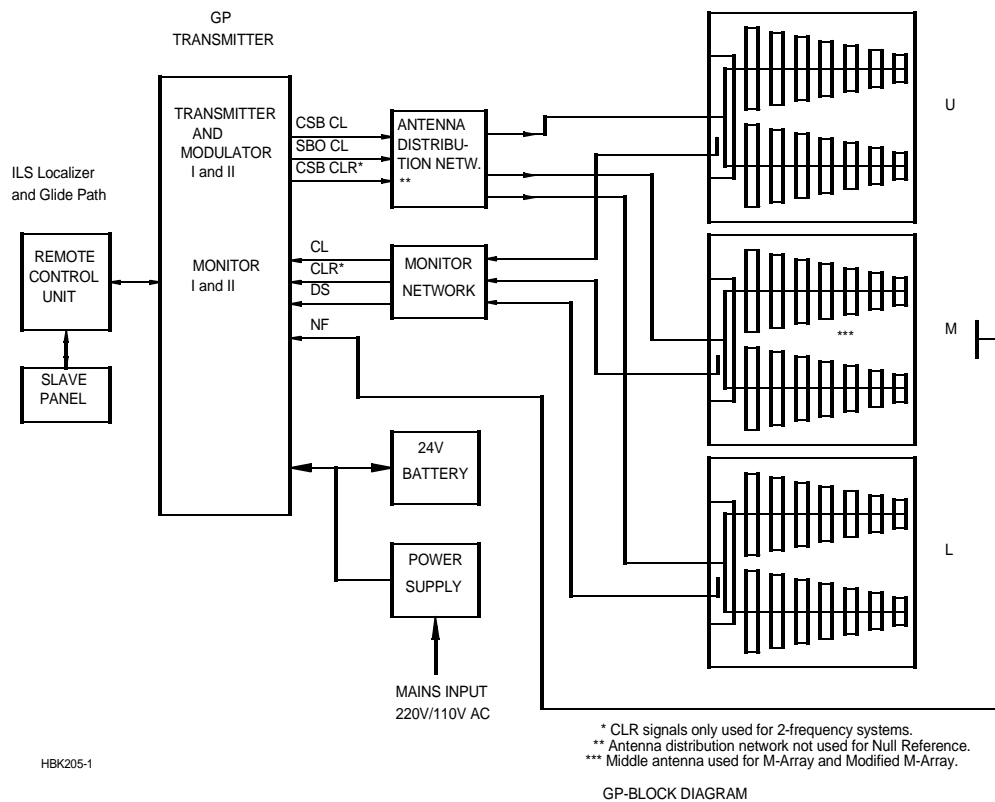 GP
TRANSMITTER
TRANSMITTER
AND
MODULATOR
I and II
MONITOR
I and II
ILS Localizer
and Glide Path
REMOTE
CONTROL
UNIT
SLAVE
PANEL
CSB CL
SBO CL
CSB CLR*
ANTENNA
DISTRIBU-
TION NETW.
**
CL
CLR*
DS
NF
MONITOR
NETWORK
24V
BATTERY
POWER
SUPPLY
MAINS INPUT
220V/110V AC
U
***
M
L
* CLR signals only used for 2-frequency systems.
** Antenna distribution network not used for Null Reference.
*** Middle antenna used for M-Array and Modified M-Array.
HBK205-1
GP-BLOCK DIAGRAM